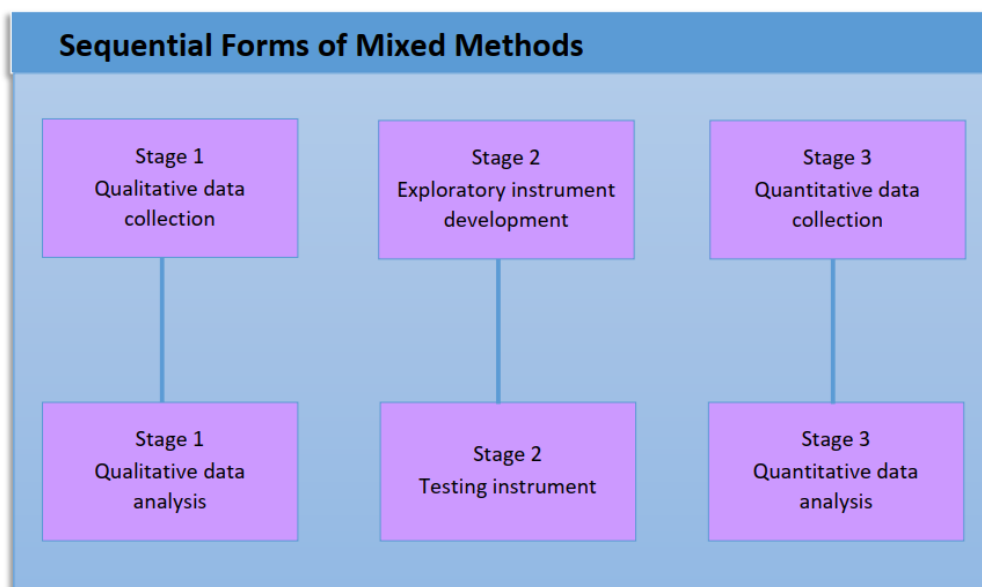 Sequential Forms of Mixed Methods
Stage 1
Qualitative data
collection
Stage 2
Exploratory instrument
development
Stage 3
Quantitative data
collection
Stage 1
Qualitative data
analysis
Stage 2
Testing instrument
Stage 3
Quantitative data
analysis